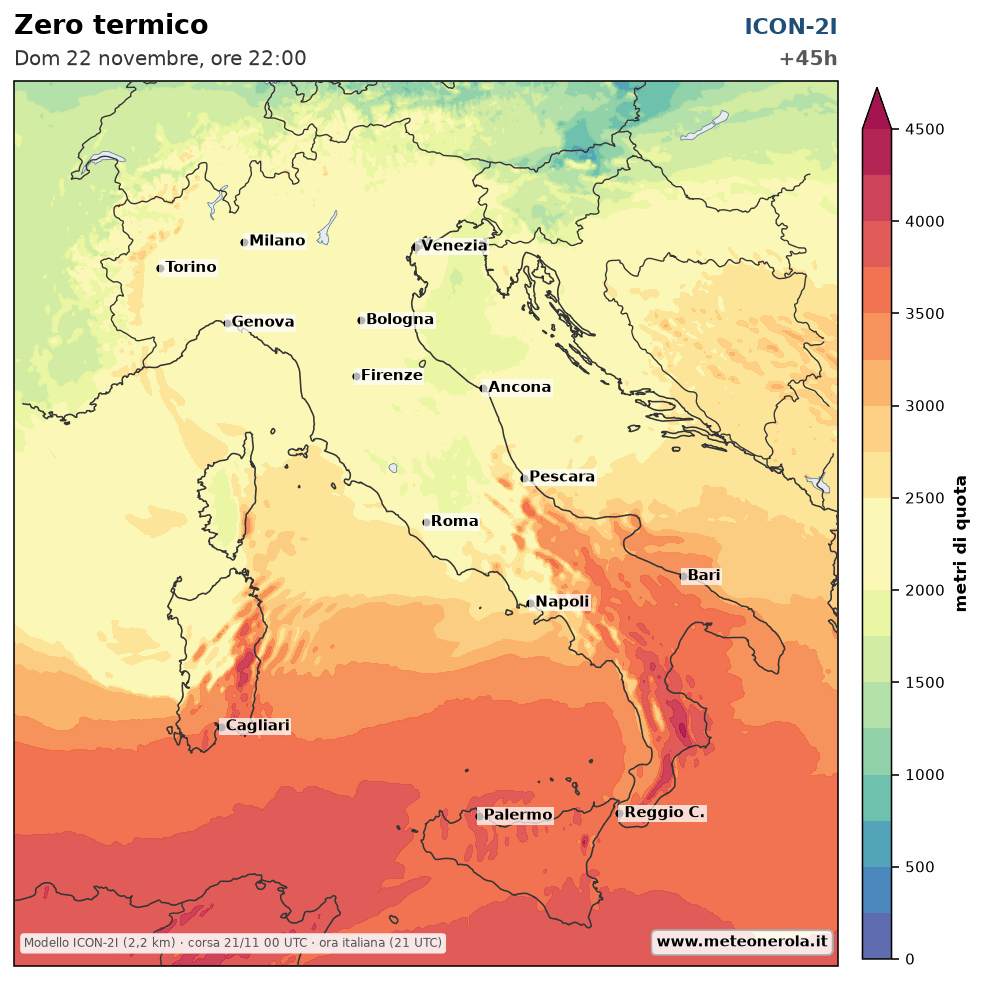 Zero termico
ICON-2I
Dom 22 novembre, ore 22:00
+45h
Milano
Venezia
Torino
Genova
Bologna
Firenze
Ancona
Pescara
Roma
Bari
Napoli
Cagliari
Palermo
Reggio C.
4500
4000
3500
3000
2500
2000
1500
1000
500
0
metri di quota
Modello ICON-2I (2,2 km) · corsa 21/11 00 UTC · ora italiana (21 UTC)
www.meteonerola.it